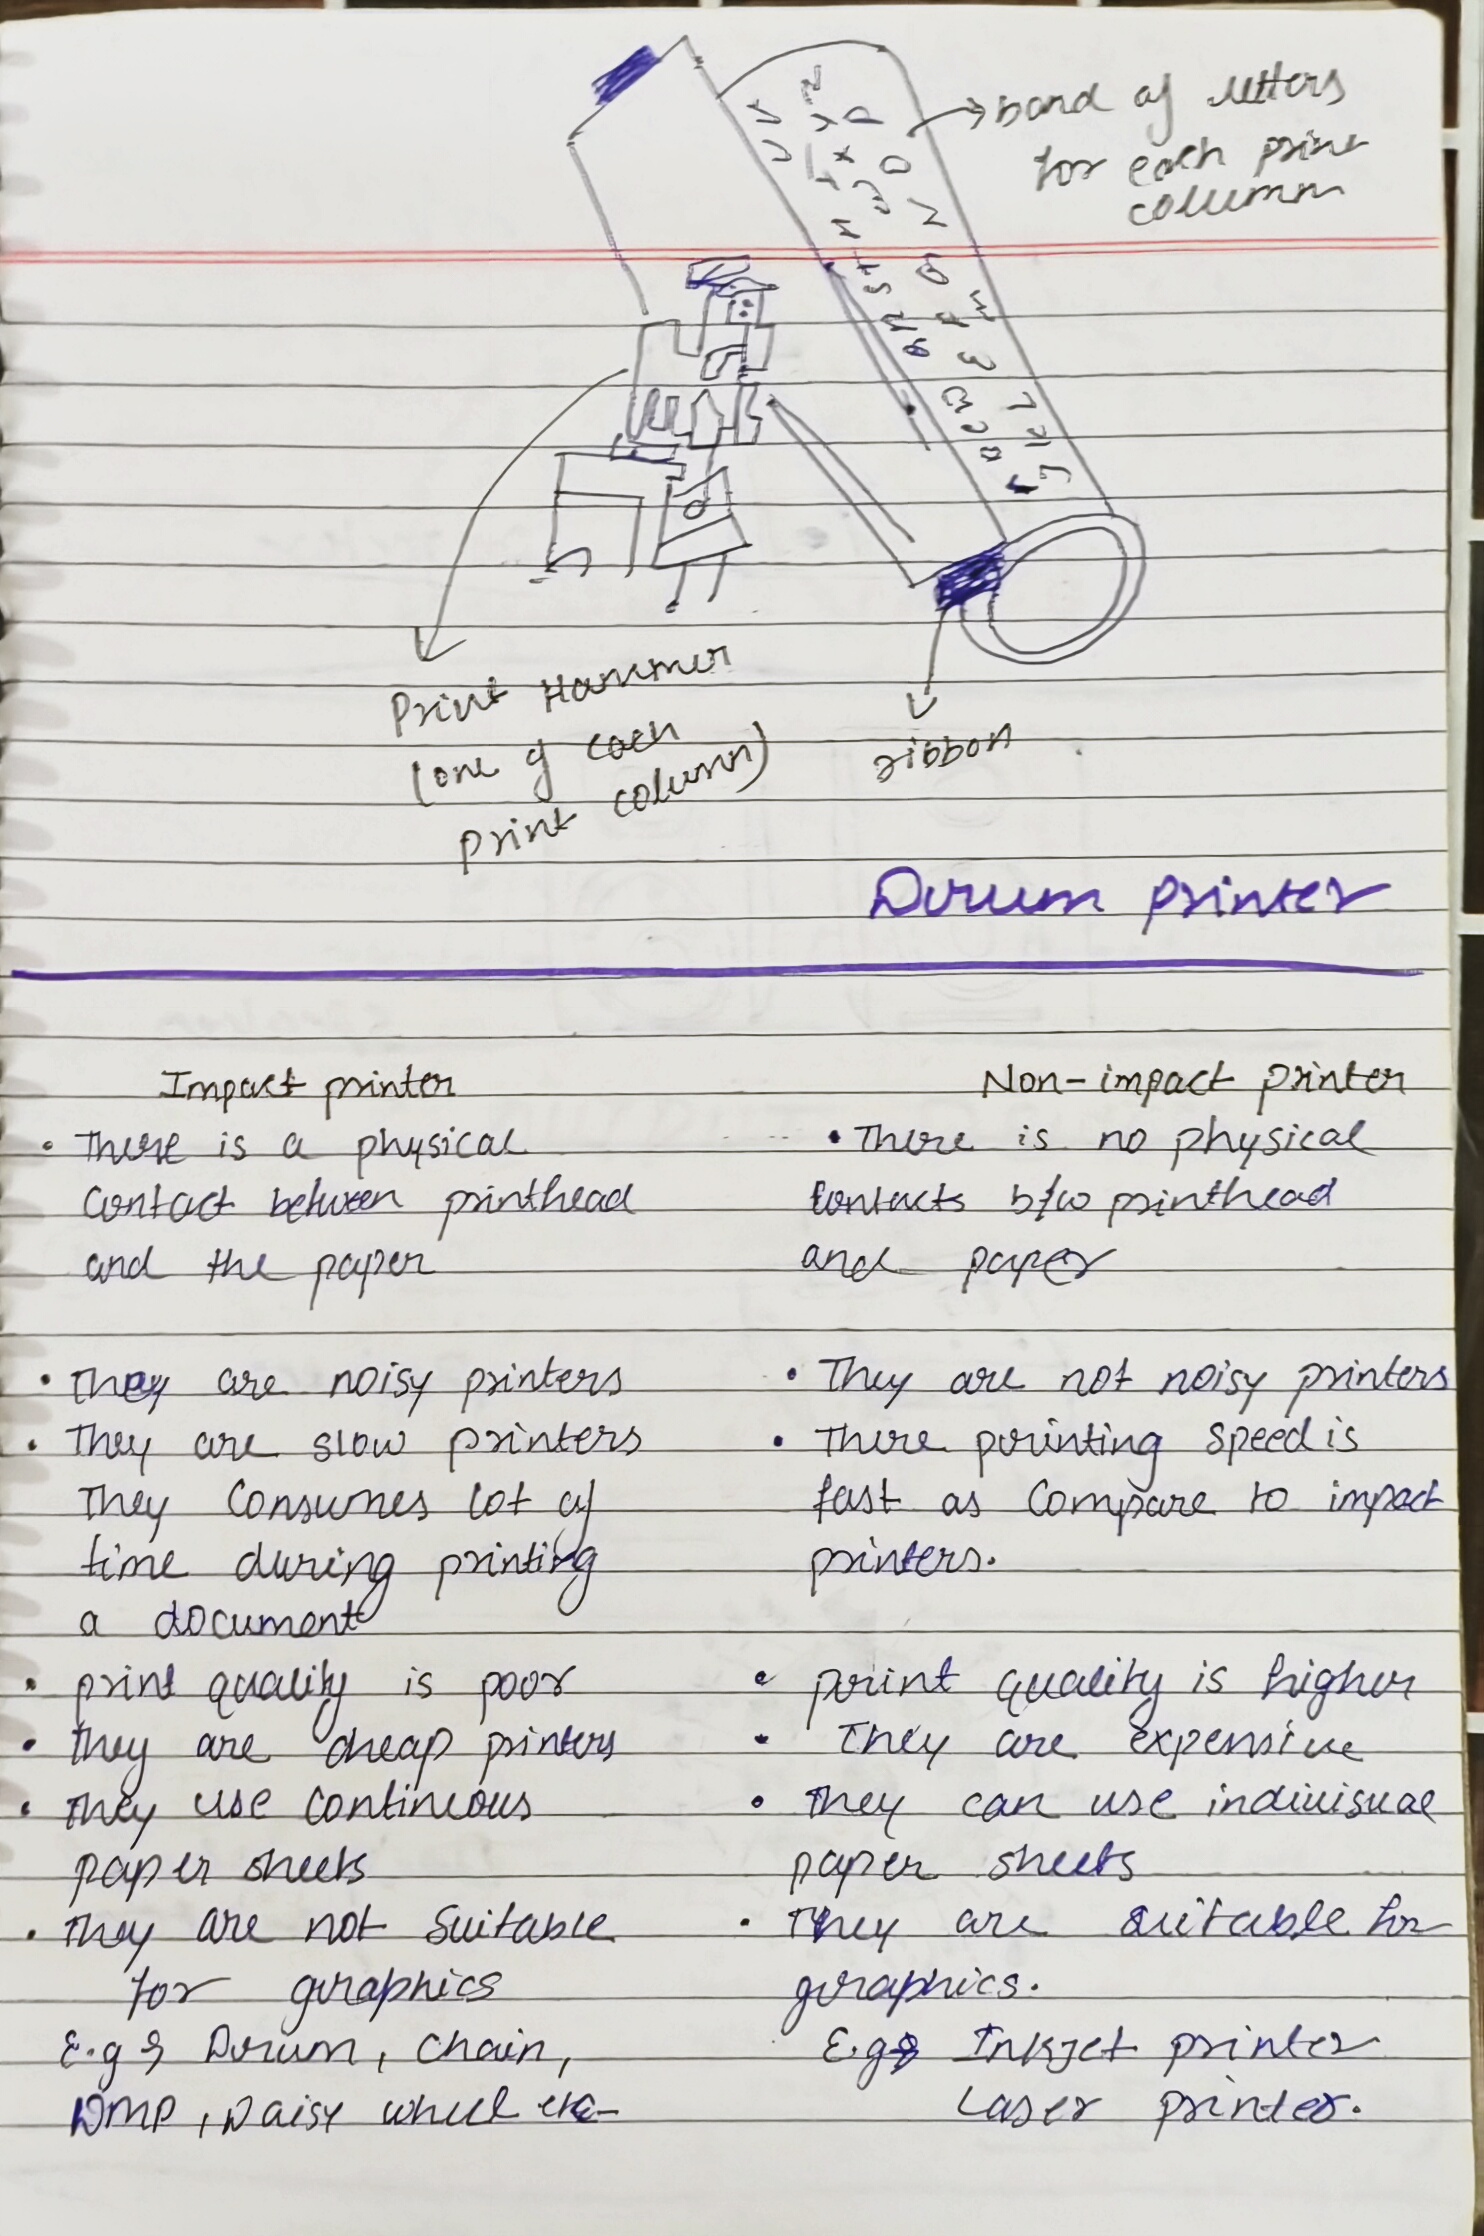 band of letters
for each print
column
Print Hammer
(one of each
print column)
ribbon
Drum printer
Impact printer
• There is a physical
contact between printhead
and the paper
• They are noisy printers
• They are slow printers
They Consumes lot of
time during printing
a document
• print quality is poor
• They are cheap printers
• They use continuous
paper sheets
• They are not Suitable
for graphics
E.g: Drum, Chain,
DMP, Daisy wheel etc-
Non-impact printer
• There is no physical
contacts b/w printhead
and paper
• They are not noisy printers
• There printing speed is
fast as Compare to impact
printers.
• print quality is higher
• They are expensive
• They can use indivisual
paper sheets
• They are suitable for
graphics.
E.g: Inkjet printer
Laser printer.